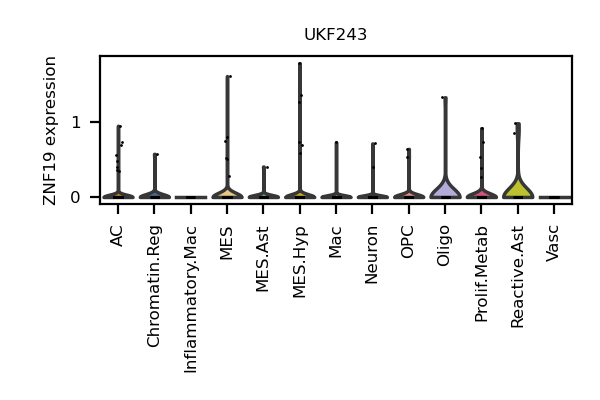 UKF243
ZNF19 expression
1
0
AC
Chromatin.Reg
Inflammatory.Mac
MES
MES.Ast
MES.Hyp
Mac
Neuron
OPC
Oligo
Prolif.Metab
Reactive.Ast
Vasc